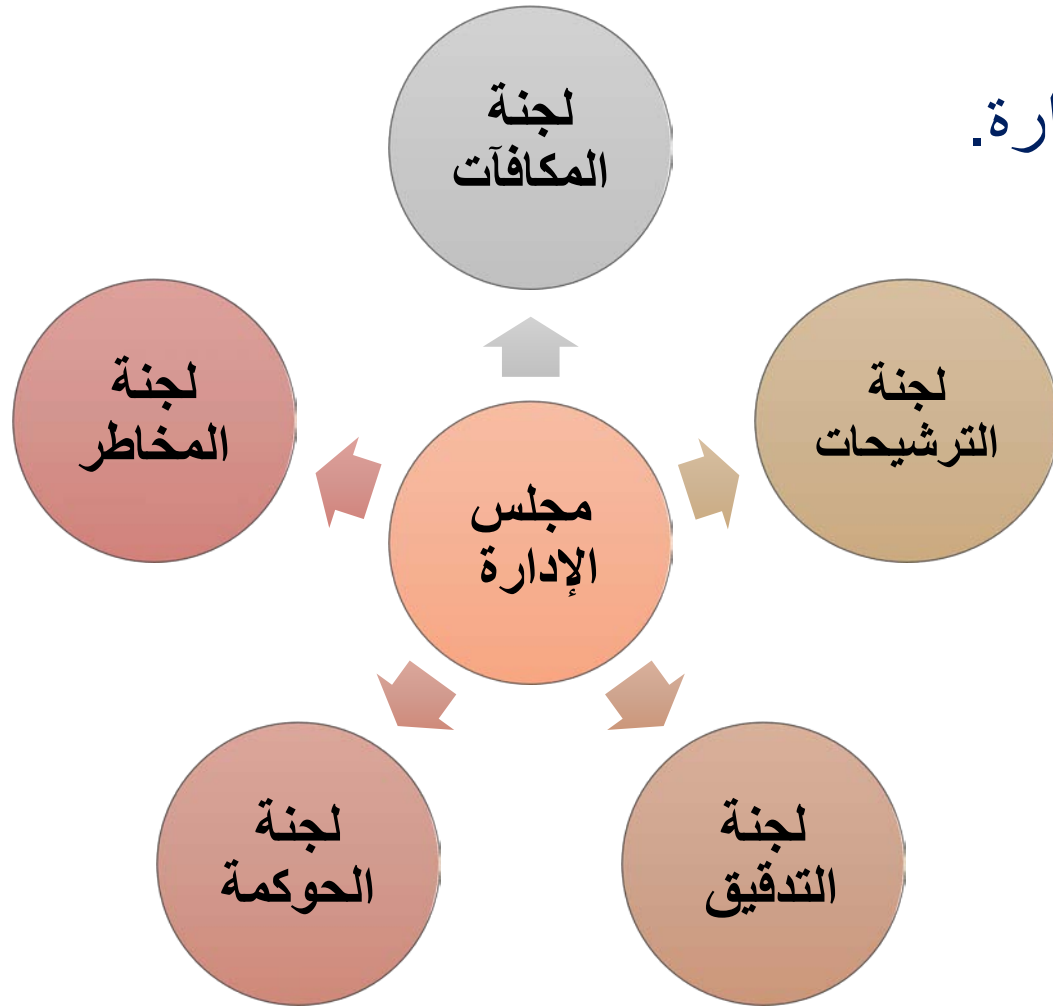 لجنة
المكافآت
لجنة
الترشيحات
لجنة
التدقيق
لجنة
الحوكمة
لجنة
المخاطر
مجلس
الإدارة